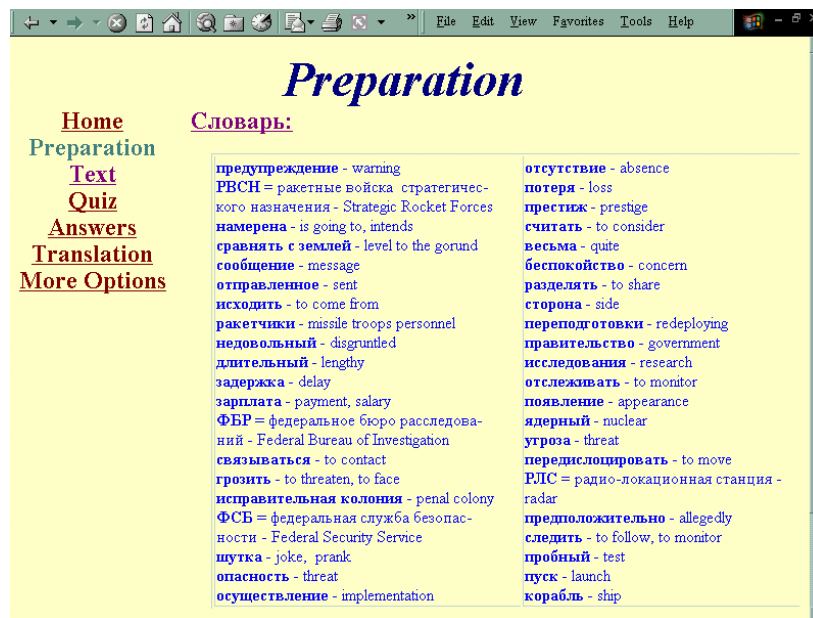 » File Edit View Favorites Tools Help
Preparation
Home
Preparation
Text
Quiz
Answers
Translation
More Options
Словарь:
предупреждение - warning
РВСН = ракетные войска стратегичес-
кого назначения - Strategic Rocket Forces
намерена - is going to, intends
сравнять с землей - level to the gorund
сообщение - message
отправленное - sent
исходить - to come from
ракетчики - missile troops personnel
недовольный - disgruntled
длительный - lengthy
задержка - delay
зарплата - payment, salary
ФБР = федеральное бюро расследова-
ний - Federal Bureau of Investigation
связываться - to contact
грозить - to threaten, to face
исправительная колония - penal colony
ФСБ = федеральная служба безопас-
ности - Federal Security Service
шутка - joke, prank
опасность - threat
осуществление - implementation
отсутствие - absence
потеря - loss
престиж - prestige
считать - to consider
весьма - quite
беспокойство - concern
разделять - to share
сторона - side
переподготовки - redeploying
правительство - government
исследования - research
отслеживать - to monitor
появление - appearance
ядерный - nuclear
угроза - threat
передислоцировать - to move
РЛС = радио-локационная станция -
radar
предположительно - allegedly
следить - to follow, to monitor
пробный - test
пуск - launch
корабль - ship